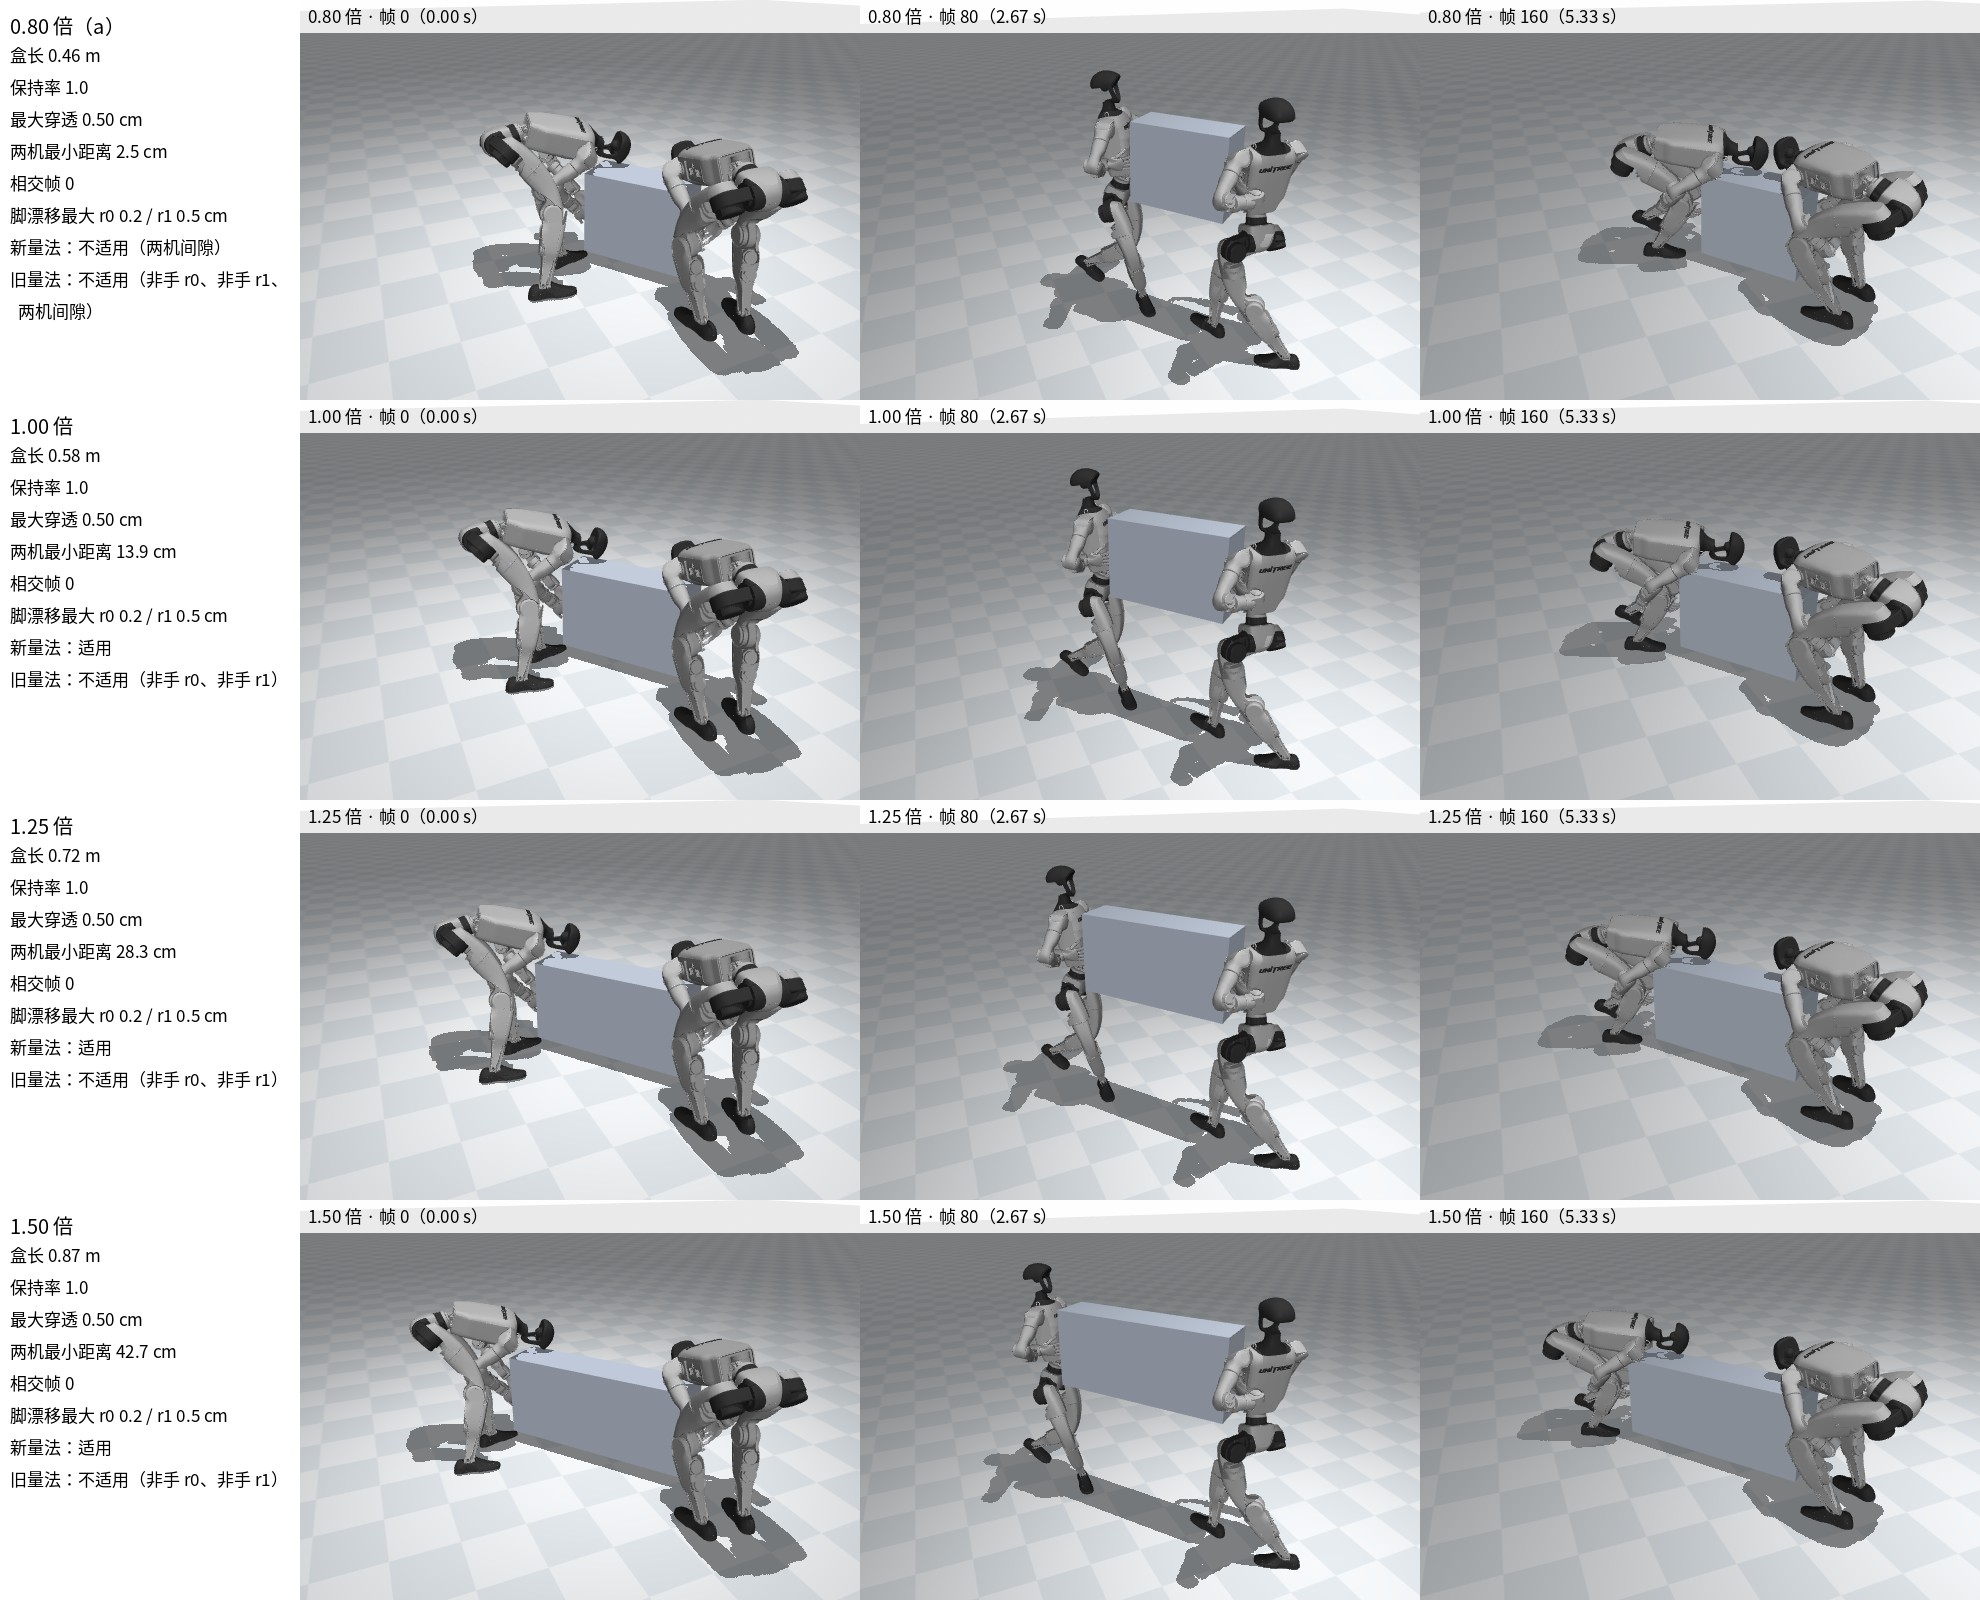 0.80 倍（a）
盒长 0.46 m
保持率 1.0
最大穿透 0.50 cm
两机最小距离 2.5 cm
相交帧 0
脚漂移最大 r0 0.2 / r1 0.5 cm
新量法：不适用（两机间隙）
旧量法：不适用（非手 r0、非手 r1、
两机间隙）
0.80 倍 · 帧 0（0.00 s）
0.80 倍 · 帧 80（2.67 s）
0.80 倍 · 帧 160（5.33 s）
1.00 倍
盒长 0.58 m
保持率 1.0
最大穿透 0.50 cm
两机最小距离 13.9 cm
相交帧 0
脚漂移最大 r0 0.2 / r1 0.5 cm
新量法：适用
旧量法：不适用（非手 r0、非手 r1）
1.00 倍 · 帧 0（0.00 s）
1.00 倍 · 帧 80（2.67 s）
UNITREE
1.00 倍 · 帧 160（5.33 s）
1.25 倍
盒长 0.72 m
保持率 1.0
最大穿透 0.50 cm
两机最小距离 28.3 cm
相交帧 0
脚漂移最大 r0 0.2 / r1 0.5 cm
新量法：适用
旧量法：不适用（非手 r0、非手 r1）
1.25 倍 · 帧 0（0.00 s）
1.25 倍 · 帧 80（2.67 s）
UNITREE
1.25 倍 · 帧 160（5.33 s）
1.50 倍
盒长 0.87 m
保持率 1.0
最大穿透 0.50 cm
两机最小距离 42.7 cm
相交帧 0
脚漂移最大 r0 0.2 / r1 0.5 cm
新量法：适用
旧量法：不适用（非手 r0、非手 r1）
1.50 倍 · 帧 0（0.00 s）
1.50 倍 · 帧 80（2.67 s）
UNITREE
1.50 倍 · 帧 160（5.33 s）